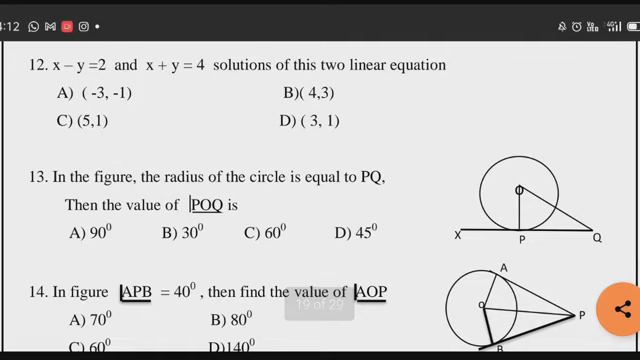 4:12
12. x – y =2 and x + y = 4 solutions of this two linear equation
A) ( -3, -1) B)( 4,3)
C) (5,1) D) ( 3, 1)
13. In the figure, the radius of the circle is equal to PQ,
Then the value of |POQ is
A) 90⁰ B) 30⁰ C) 60⁰ D) 45⁰
O
X P Q
14. In figure |APB = 40⁰ , then find the value of |AOP
A) 70⁰ B) 80⁰
C) 60⁰ D)140⁰
19 of 29
A
O
P
B